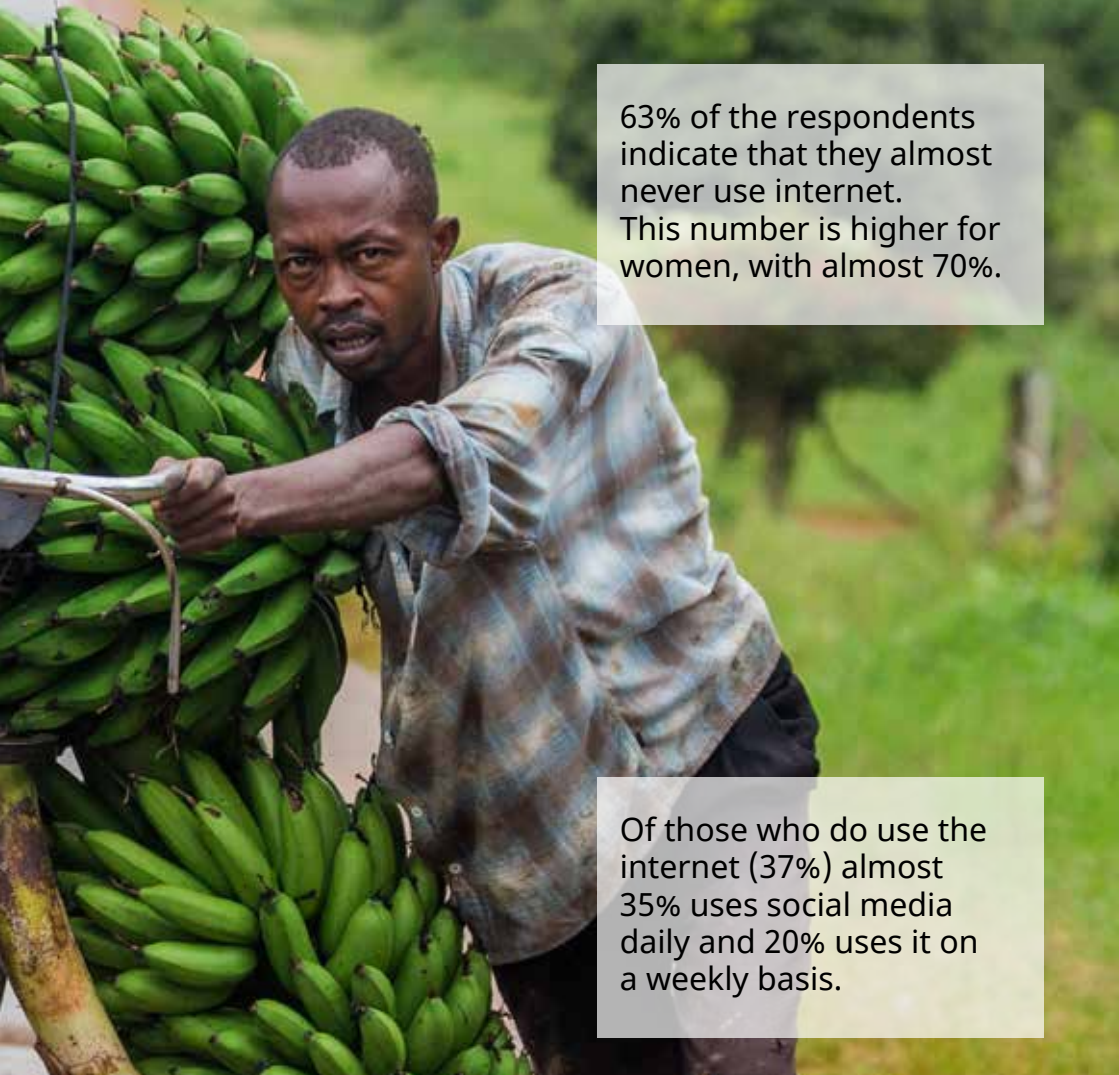 63% of the respondents
indicate that they almost
never use internet.
This number is higher for
women, with almost 70%.
Of those who do use the
internet (37%) almost
35% uses social media
daily and 20% uses it on
a weekly basis.